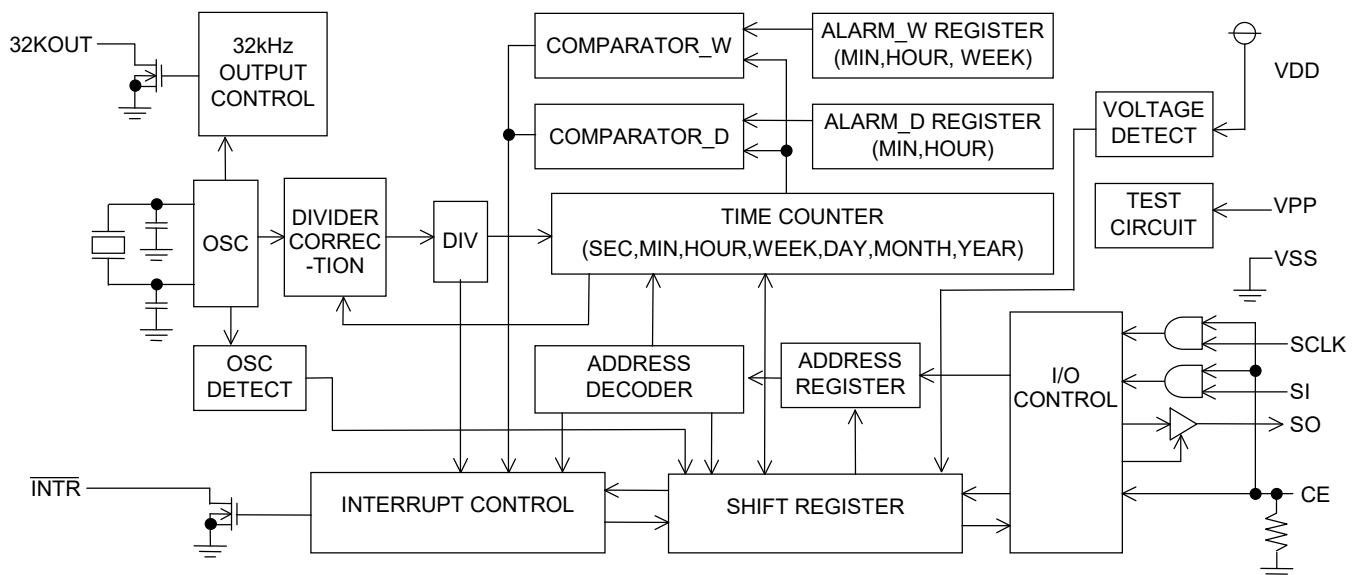 32KOUT
32kHz
OUTPUT
CONTROL
COMPARATOR_W
ALARM_W REGISTER
(MIN,HOUR, WEEK)
VDD
VOLTAGE
DETECT
COMPARATOR_D
ALARM_D REGISTER
(MIN,HOUR)
TEST
CIRCUIT
VPP
OSC
DIVIDER
CORREC
-TION
DIV
TIME COUNTER
(SEC,MIN,HOUR,WEEK,DAY,MONTH,YEAR)
VSS
OSC
DETECT
ADDRESS
DECODER
ADDRESS
REGISTER
I/O
CONTROL
SCLK
SI
SO
INTR
INTERRUPT CONTROL
SHIFT REGISTER
CE